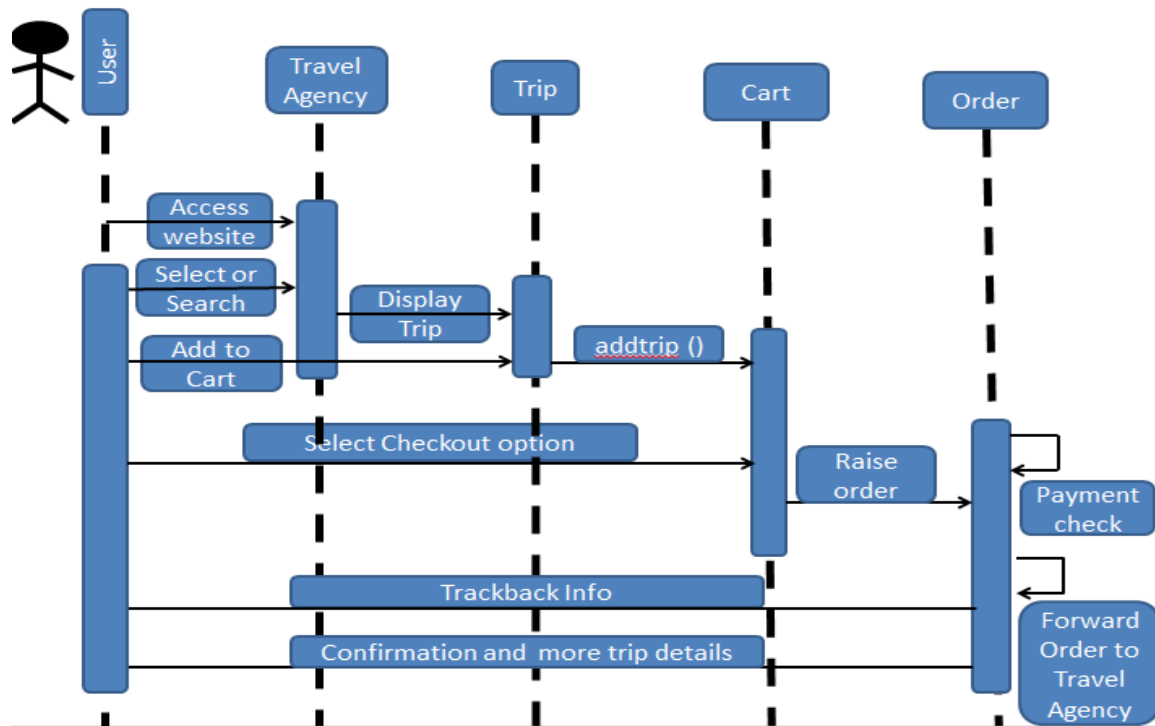 User
Travel
Agency
Trip
Cart
Order
Access
website
Select or
Search
Display
Trip
Add to
Cart
addtrip ()
Select Checkout option
Raise
order
Payment
check
Trackback Info
Forward
Order to
Travel
Agency
Confirmation and more trip details